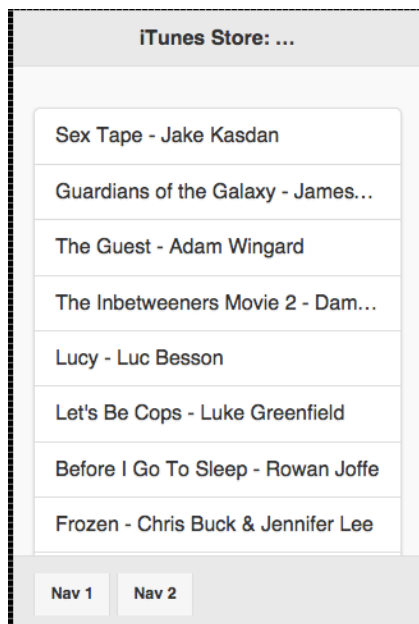 iTunes Store: ...
Sex Tape - Jake Kasdan
Guardians of the Galaxy - James...
The Guest - Adam Wingard
The Inbetweeners Movie 2 - Dam...
Lucy - Luc Besson
Let's Be Cops - Luke Greenfield
Before I Go To Sleep - Rowan Joffe
Frozen - Chris Buck & Jennifer Lee
Nav 1 Nav 2